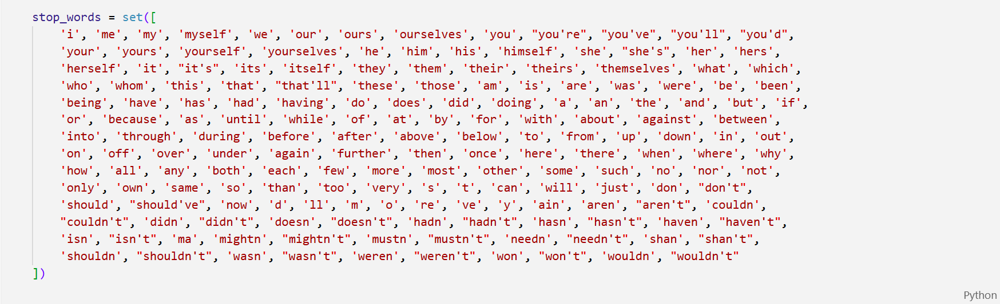 stop_words = set([
    'i', 'me', 'my', 'myself', 'we', 'our', 'ours', 'ourselves', 'you', "you're", "you've", "you'll", "you'd",
    'your', 'yours', 'yourself', 'yourselves', 'he', 'him', 'his', 'himself', 'she', "she's", 'her', 'hers',
    'herself', 'it', "it's", 'its', 'itself', 'they', 'them', 'their', 'theirs', 'themselves', 'what', 'which',
    'who', 'whom', 'this', 'that', "that'll", 'these', 'those', 'am', 'is', 'are', 'was', 'were', 'be', 'been',
    'being', 'have', 'has', 'had', 'having', 'do', 'does', 'did', 'doing', 'a', 'an', 'the', 'and', 'but', 'if',
    'or', 'because', 'as', 'until', 'while', 'of', 'at', 'by', 'for', 'with', 'about', 'against', 'between',
    'into', 'through', 'during', 'before', 'after', 'above', 'below', 'to', 'from', 'up', 'down', 'in', 'out',
    'on', 'off', 'over', 'under', 'again', 'further', 'then', 'once', 'here', 'there', 'when', 'where', 'why',
    'how', 'all', 'any', 'both', 'each', 'few', 'more', 'most', 'other', 'some', 'such', 'no', 'nor', 'not',
    'only', 'own', 'same', 'so', 'than', 'too', 'very', 's', 't', 'can', 'will', 'just', 'don', "don't",
    'should', "should've", 'now', 'd', 'll', 'm', 'o', 're', 've', 'y', 'ain', 'aren', "aren't", 'couldn',
    "couldn't", 'didn', "didn't", 'doesn', "doesn't", 'hadn', "hadn't", 'hasn', "hasn't", 'haven', "haven't",
    'isn', "isn't", 'ma', 'mightn', "mightn't", 'mustn', "mustn't", 'needn', "needn't", 'shan', "shan't",
    'shouldn', "shouldn't", 'wasn', "wasn't", 'weren', "weren't", 'won', "won't", 'wouldn', "wouldn't"
])
Python